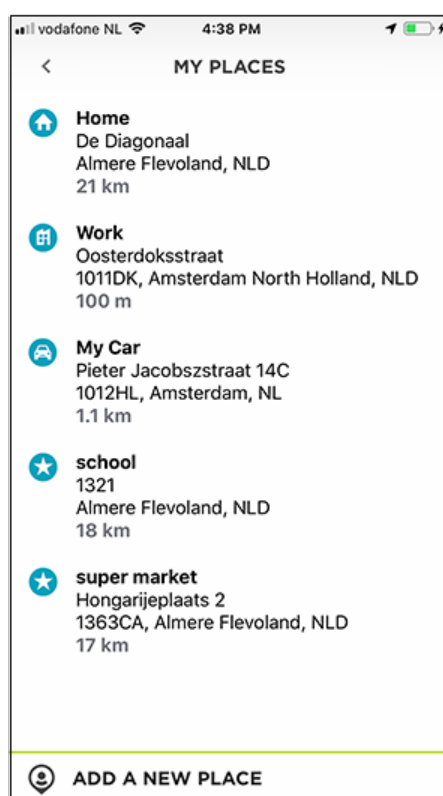 vodafone NL 4:38 PM
MY PLACES
Home
De Diagonaal
Almere Flevoland, NLD
21 km
Work
Oosterdoksstraat
1011DK, Amsterdam North Holland, NLD
100 m
My Car
Pieter Jacobszstraat 14C
1012HL, Amsterdam, NL
1.1 km
school
1321
Almere Flevoland, NLD
18 km
super market
Hongarijeplaats 2
1363CA, Almere Flevoland, NLD
17 km
ADD A NEW PLACE